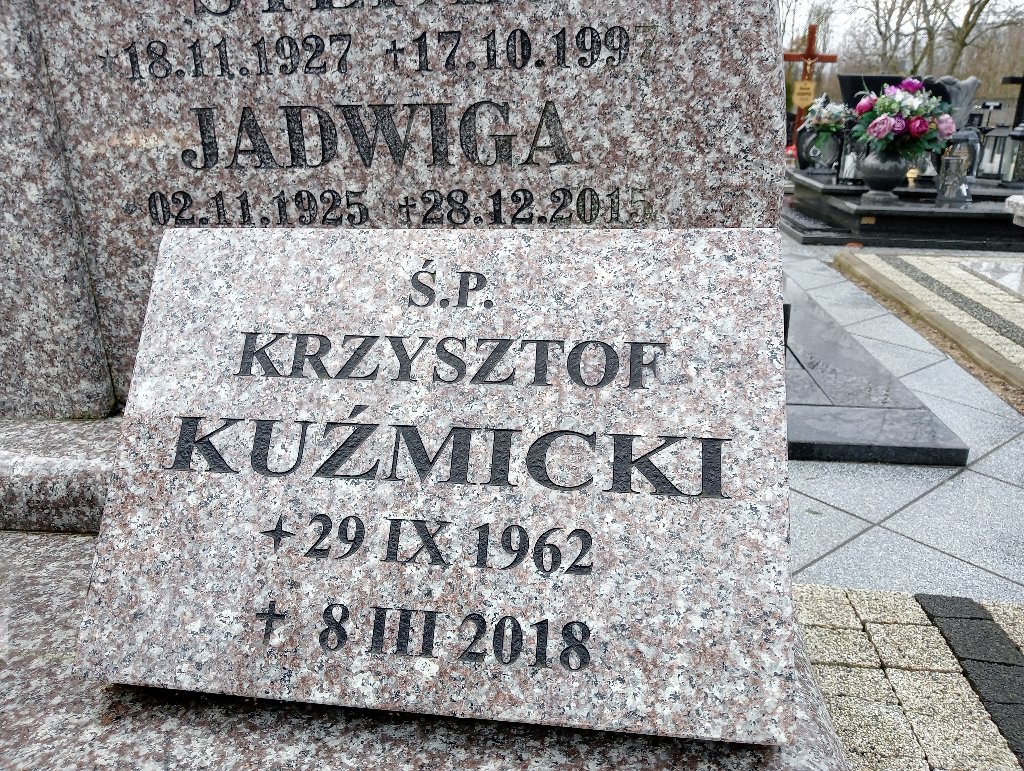 *18.11.1927 +17.10.1997
JADWIGA
*02.11.1925 +28.12.2015
Ś.P.
KRZYSZTOF
KUŹMICKI
✦ 29 IX 1962
✝ 8 III 2018